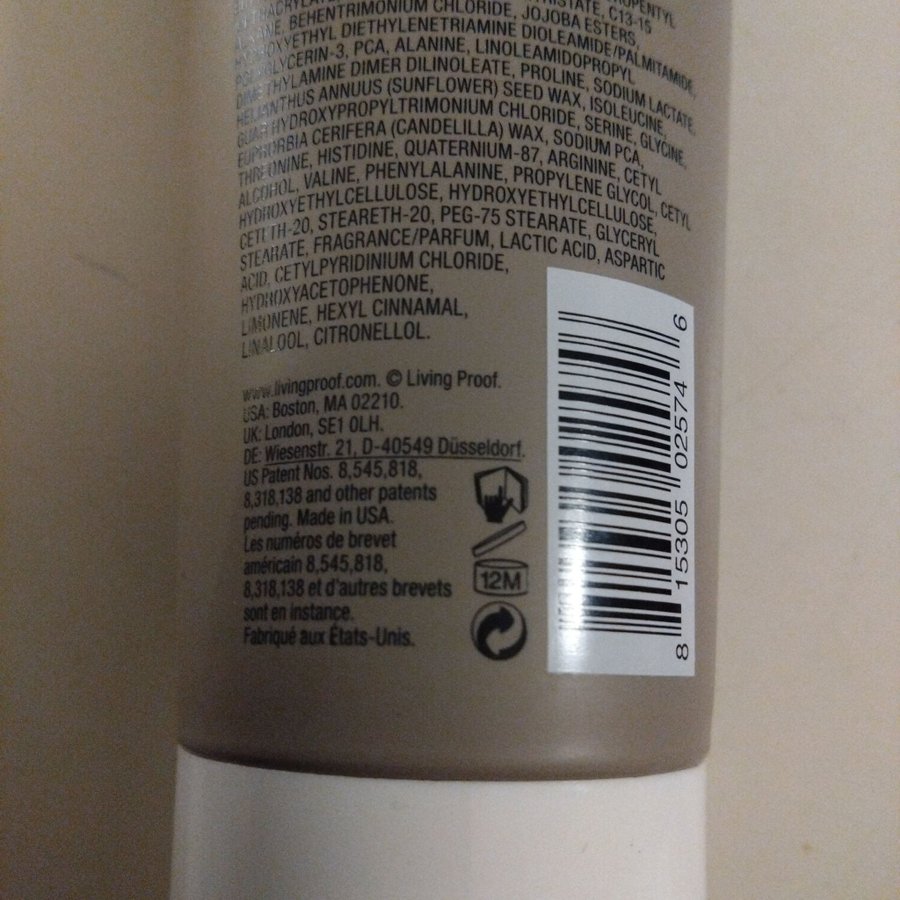 C13-15
ALKANE, BEHENTRIMONIUM CHLORIDE, JOJOBA ESTERS,
HYDROXYETHYL DIETHYLENETRIAMINE DIOLEAMIDE/PALMITAMIDE,
POLYGLYCERIN-3, PCA, ALANINE, LINOLEAMIDOPROPYL
DIMETHYLAMINE DIMER DILINOLEATE, PROLINE, SODIUM LACTATE,
HELIANTHUS ANNUUS (SUNFLOWER) SEED WAX, ISOLEUCINE,
GUAR HYDROXYPROPYLTRIMONIUM CHLORIDE, SERINE, GLYCINE,
EUPHORBIA CERIFERA (CANDELILLA) WAX, SODIUM PCA,
THREONINE, HISTIDINE, QUATERNIUM-87, ARGININE, CETYL
ALCOHOL, VALINE, PHENYLALANINE, PROPYLENE GLYCOL, CETYL
HYDROXYETHYLCELLULOSE, HYDROXYETHYLCELLULOSE,
CETETH-20, STEARETH-20, PEG-75 STEARATE, GLYCERYL
STEARATE, FRAGRANCE/PARFUM, LACTIC ACID, ASPARTIC
ACID, CETYLPYRIDINIUM CHLORIDE,
HYDROXYACETOPHENONE,
LIMONENE, HEXYL CINNAMAL,
LINALOOL, CITRONELLOL.
www.livingproof.com. © Living Proof.
USA: Boston, MA 02210.
UK: London, SE1 0LH.
DE: Wiesenstr. 21, D-40549 Düsseldorf.
US Patent Nos. 8,545,818,
8,318,138 and other patents
pending. Made in USA.
Les numéros de brevet
américain 8,545,818,
8,318,138 et d'autres brevets
sont en instance.
Fabriqué aux États-Unis.
12M
8 15305 02574 6